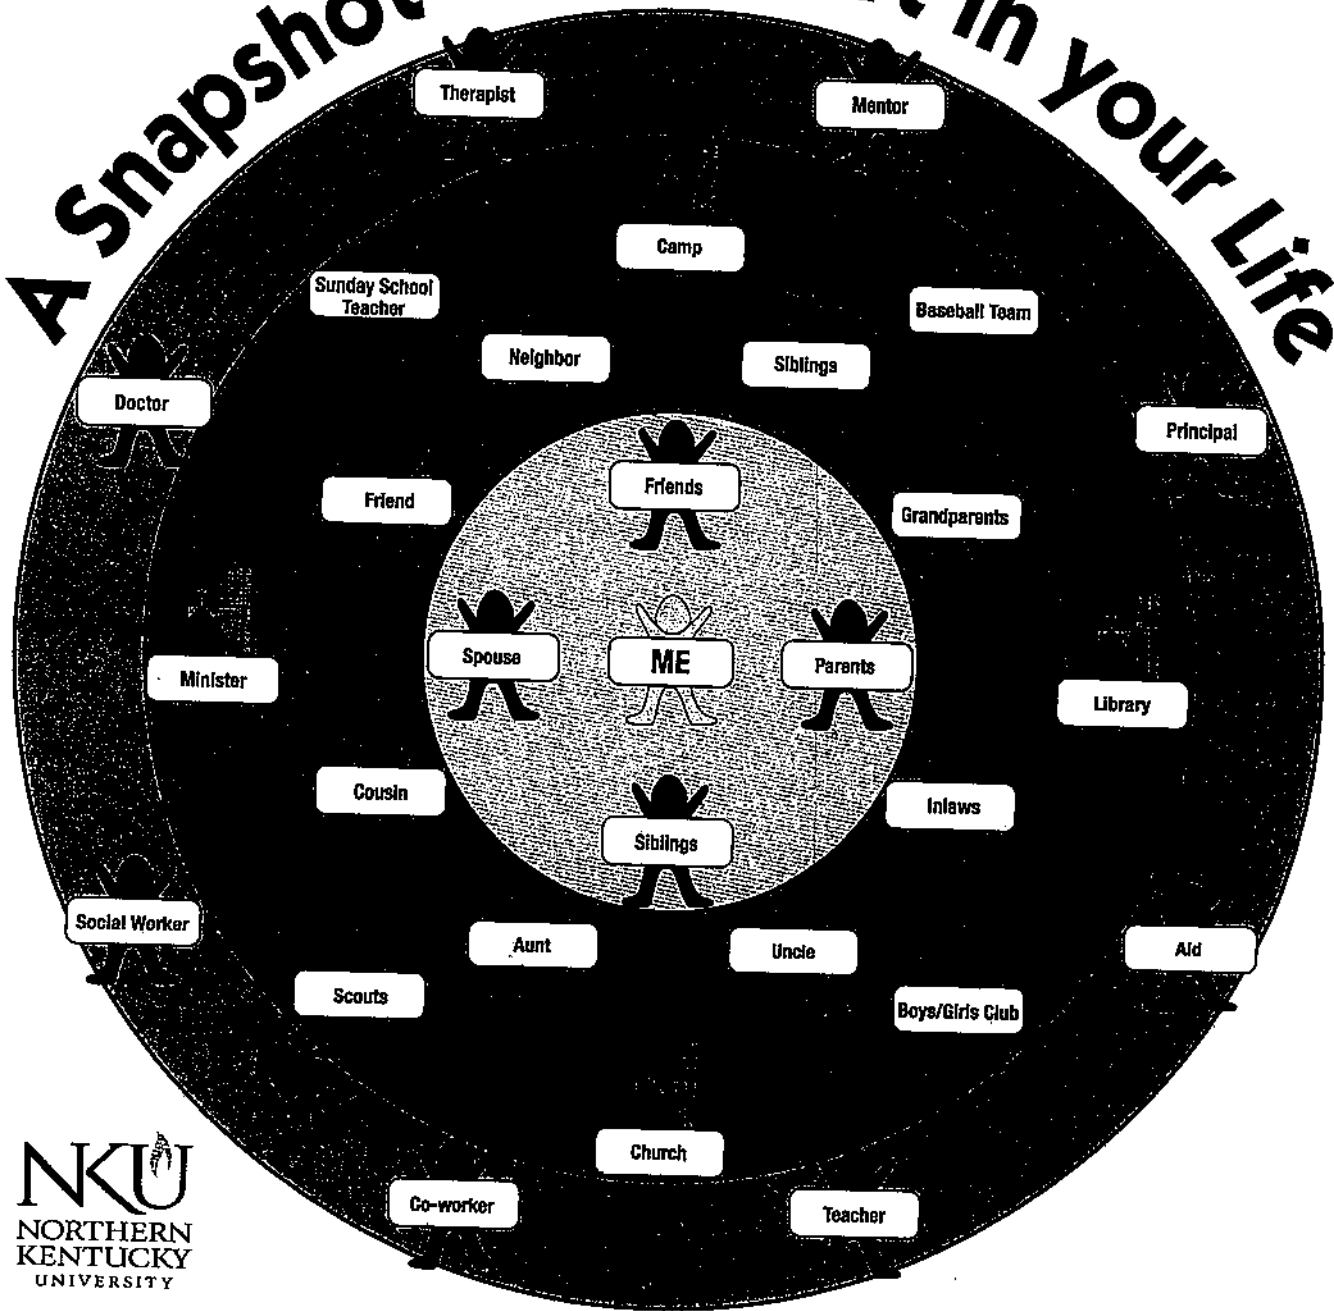 A Snapshot
in your Life
Therapist
Mentor
Camp
Sunday School
Teacher
Baseball Team
Neighbor
Siblings
Doctor
Principal
Friends
Friend
Grandparents
Spouse
ME
Parents
Minister
Library
Cousin
Inlaws
Siblings
Social Worker
Aunt
Uncle
Aid
Scouts
Boys/Girls Club
Church
Co-worker
Teacher
NKU
NORTHERN
KENTUCKY
UNIVERSITY